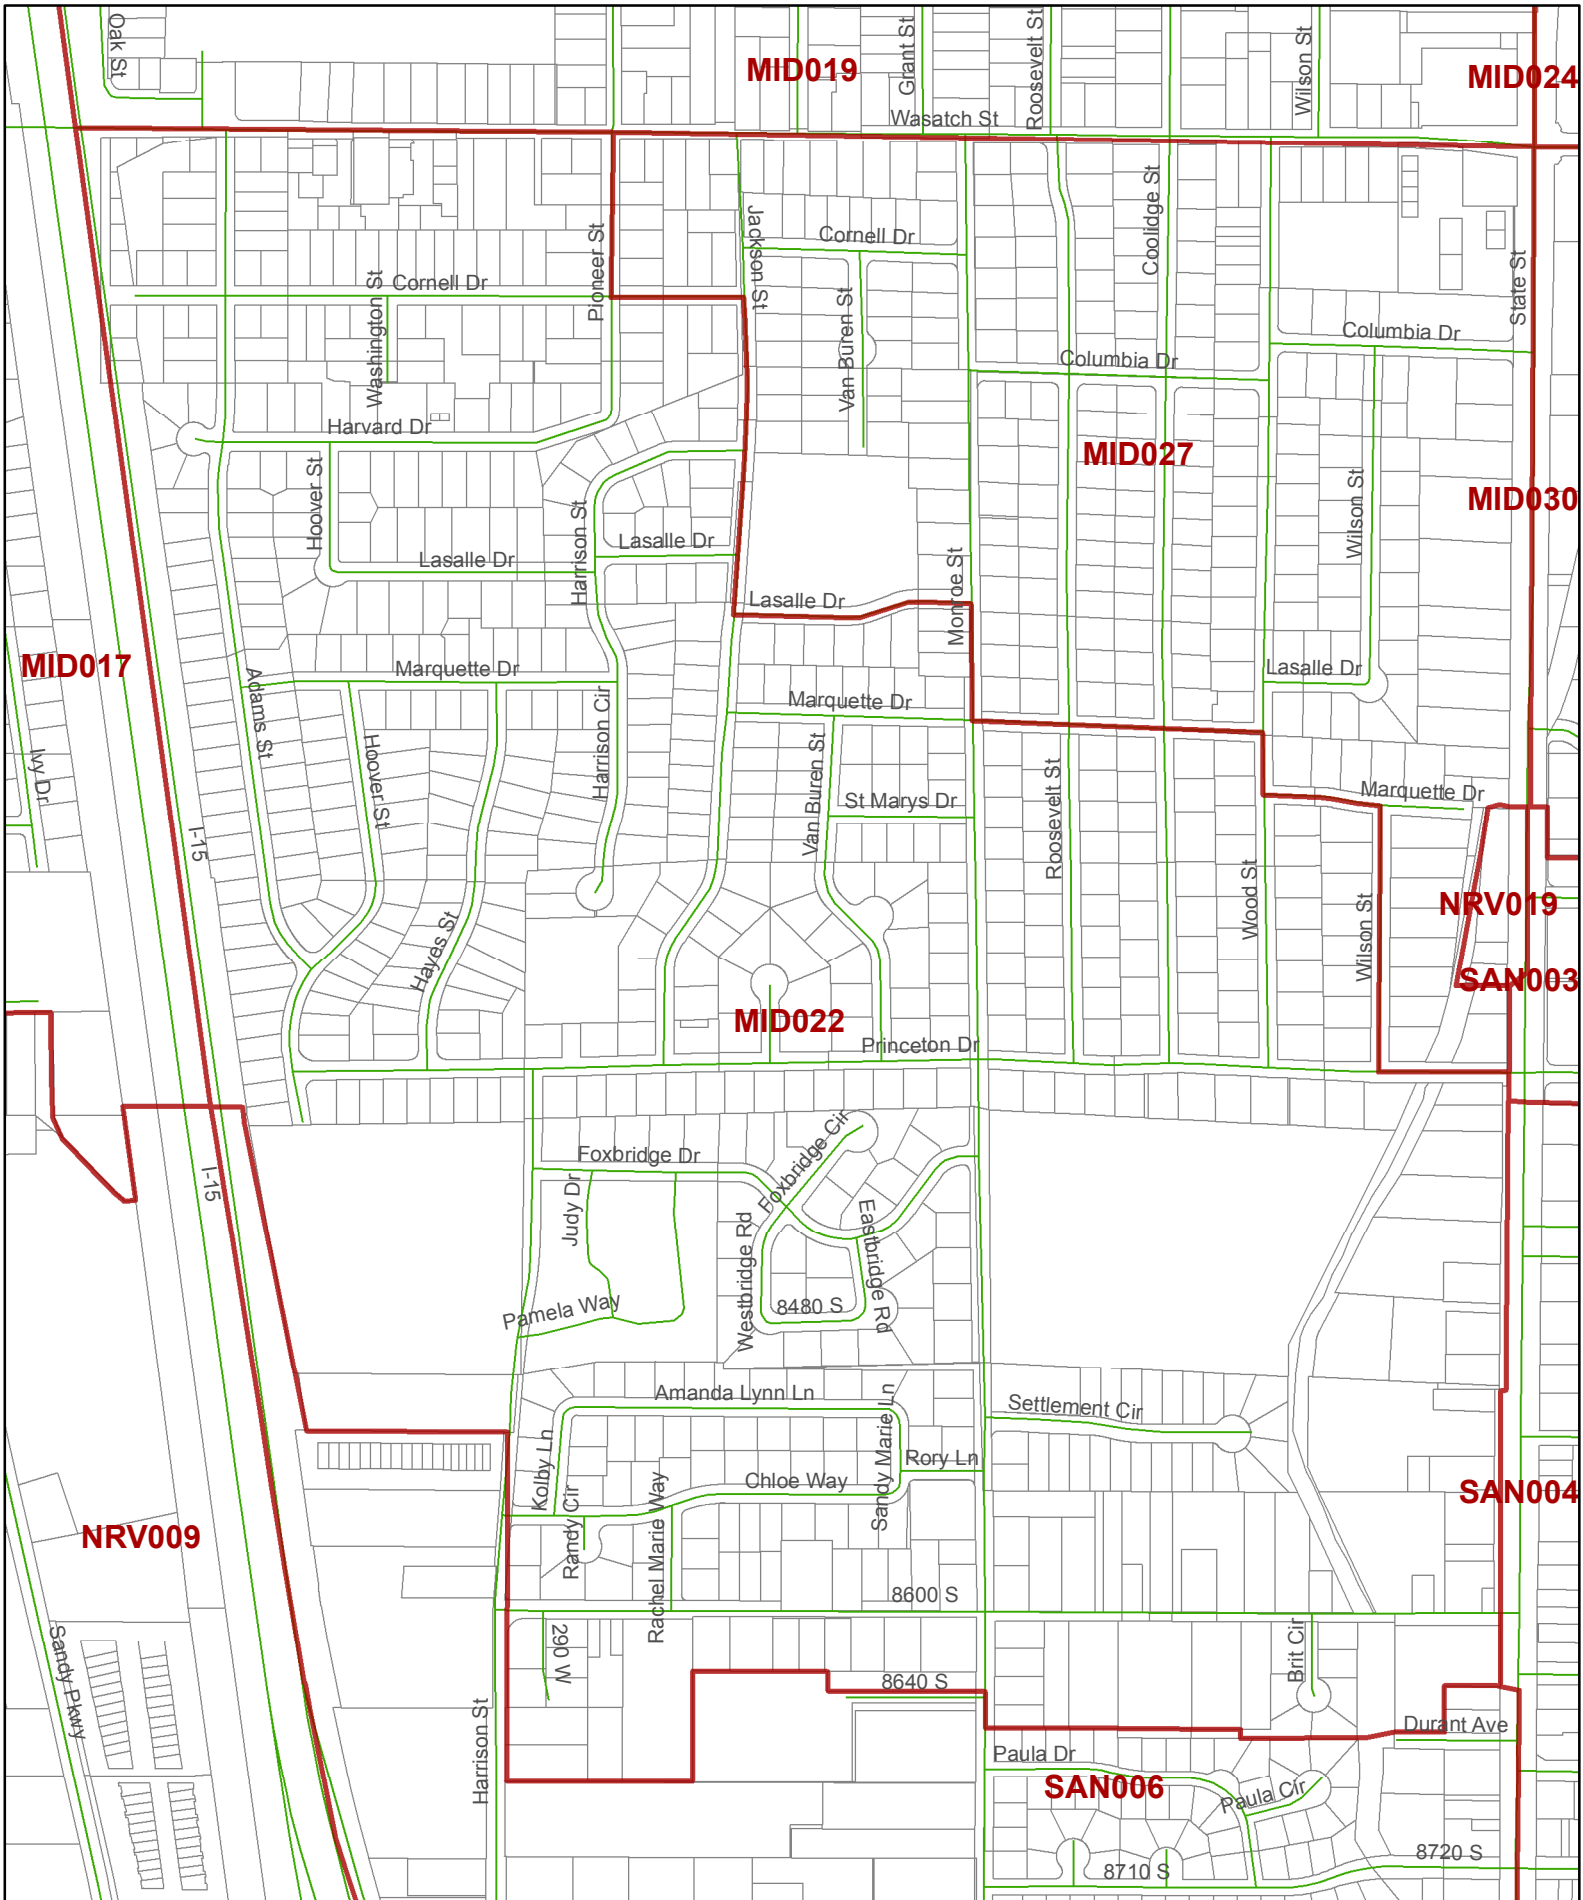 Oak St
MID019
Grant St
Roosevelt St
Wilson St
MID024
Wasatch St
Pioneer St
Jackson St
Cornell Dr
Coolidge St
State St
Cornell Dr
Washington St
Van Buren St
Columbia Dr
Columbia Dr
Harvard Dr
MID027
Hoover St
Wilson St
MID030
Harrison St
Lasalle Dr
Lasalle Dr
Lasalle Dr
Monroe St
MID017
Adams St
Marquette Dr
Lasalle Dr
Harrison Cir
Marquette Dr
Ivy Dr
Hoover St
Van Buren St
St Marys Dr
Roosevelt St
Marquette Dr
I-15
Hayes St
Wood St
Wilson St
NRV019
SAN003
MID022
Princeton Dr
Foxbridge Dr
Foxbridge Cir
I-15
Judy Dr
Westbridge Rd
Eastbridge Rd
Pamela Way
8480 S
Amanda Lynn Ln
Settlement Cir
Kolby Ln
Sandy Marie Ln
Rory Ln
Chloe Way
SAN004
NRV009
Randy Cir
Rachel Marie Way
8600 S
Sandy Pkwy
290 W
Brit Cir
8640 S
Harrison St
Durant Ave
Paula Dr
SAN006
Paula Cir
8720 S
8710 S